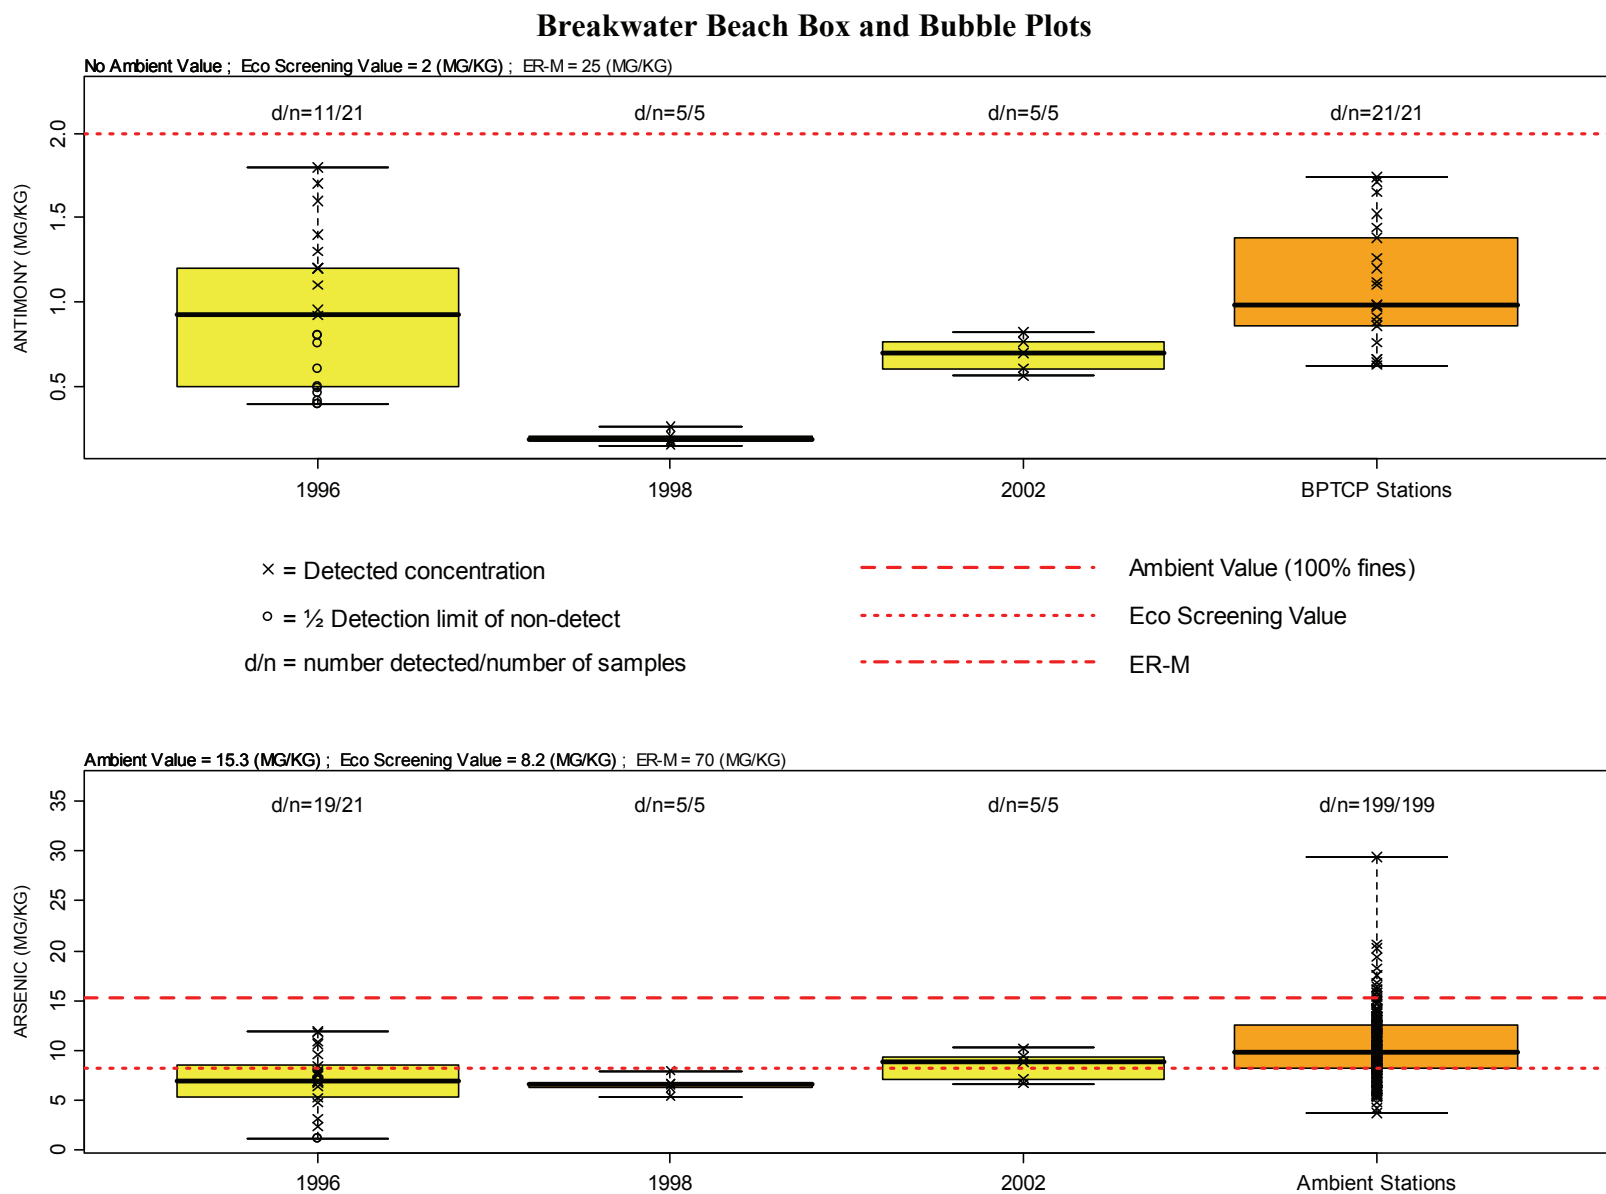 Breakwater Beach Box and Bubble Plots
No Ambient Value ; Eco Screening Value = 2 (MG/KG) ; ER-M = 25 (MG/KG)
d/n=11/21 d/n=5/5 d/n=5/5 d/n=21/21
ANTIMONY (MG/KG)
2.0
1.5
1.0
0.5
1996 1998 2002 BPTCP Stations
× = Detected concentration
Ambient Value (100% fines)
o = ½ Detection limit of non-detect
Eco Screening Value
d/n = number detected/number of samples
ER-M
Ambient Value = 15.3 (MG/KG) ; Eco Screening Value = 8.2 (MG/KG) ; ER-M = 70 (MG/KG)
d/n=19/21 d/n=5/5 d/n=5/5 d/n=199/199
ARSENIC (MG/KG)
35
30
25
20
15
10
5
0
1996 1998 2002 Ambient Stations